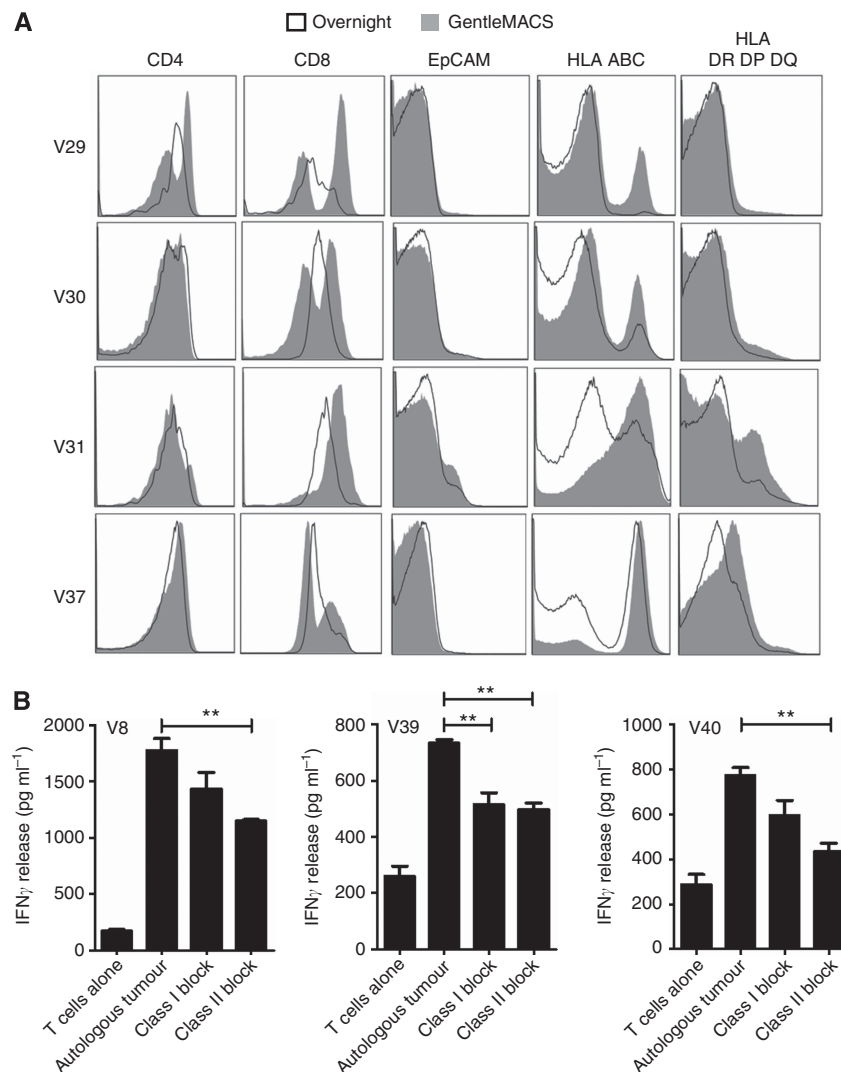 A
Overnight GentleMACS
CD4 CD8 EpCAM HLA ABC HLA DR DP DQ
V29
V30
V31
V37
B
V8
**
IFNγ release (pg ml−1)
2000
1500
1000
500
0
T cells alone
Autologous tumour
Class I block
Class II block
V39
**
**
IFNγ release (pg ml−1)
800
600
400
200
0
T cells alone
Autologous tumour
Class I block
Class II block
V40
**
IFNγ release (pg ml−1)
1000
800
600
400
200
0
T cells alone
Autologous tumour
Class I block
Class II block